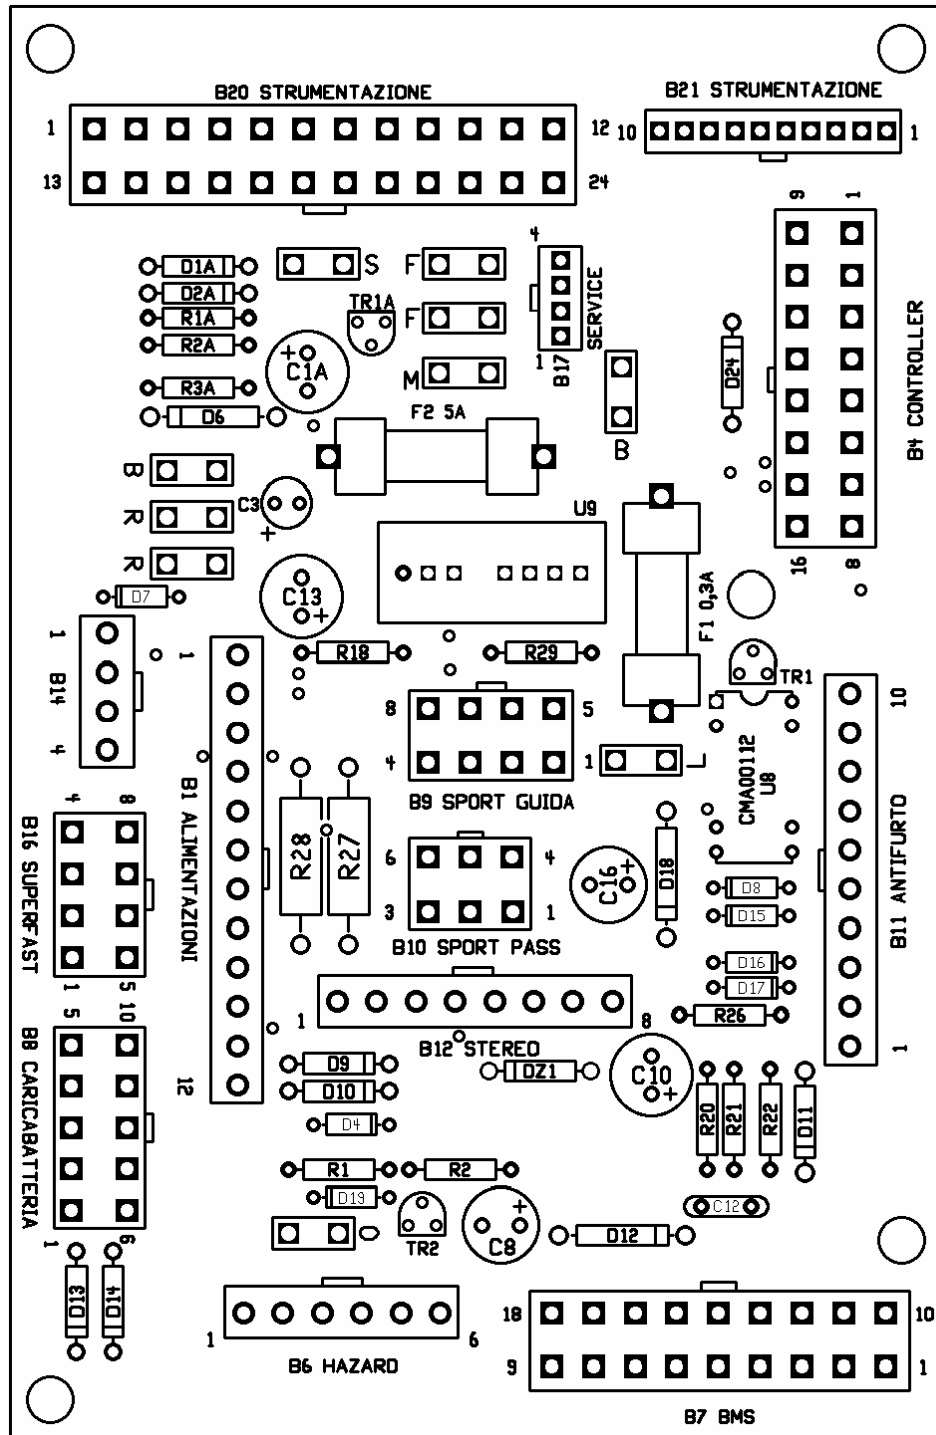 B20 STRUMENTAZIONE
B21 STRUMENTAZIONE
1 12
13 24
10 1
9 1
D1A
D2A
R1A
R2A
R3A
D6
S
F
F
M
TR1A
+ C1A
4
SERVICE
1 B17
B
D24
B4 CONTROLLER
16 8
F2 5A
B
R
R
C3
+
U9
F1 0,3A
D7
C13
+
R18
R29
TR1
1
B14
4
1
B1 ALIMENTAZIONI
12
8 5
4 1
B9 SPORT GUIDA
L
CMA00112
U8
10
B11 ANTIFURTO
1
4 8
B16 SUPERFAST
1 5
R28
R27
6 4
3 1
B10 SPORT PASS
C16
+
D18
D8
D15
D16
D17
R26
1 8
B12 STEREO
5 10
B8 CARICABATTERIA
1 6
D9
D10
D4
DZ1
C10
+
R20
R21
R22
D11
R1
R2
D19
C
TR2
C8
+
C12
D12
D13
D14
1 6
B6 HAZARD
18 10
9 1
B7 BMS